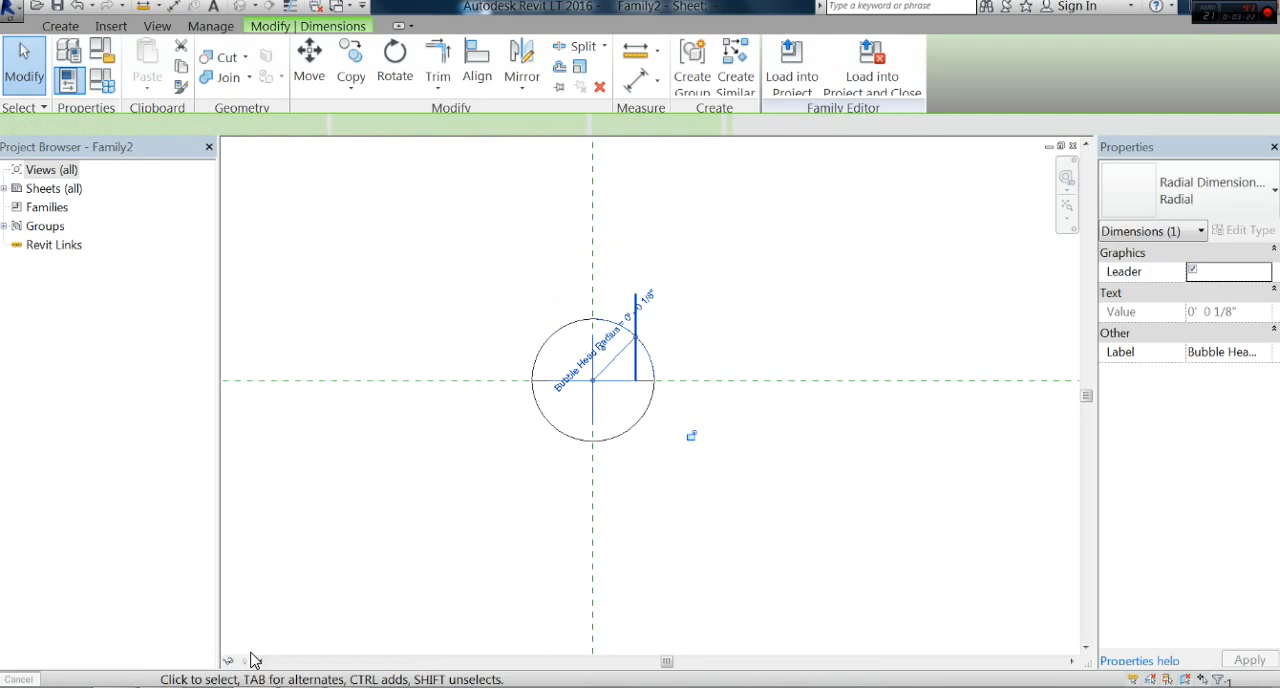 Autodesk Revit LT 2016 -    Family2 - Sheet:  -
Type a keyword or phrase
Sign In
Create
Insert
View
Manage
Modify | Dimensions
Modify
Paste
Cut
Join
Move
Copy
Rotate
Trim
Align
Mirror
Split
Create
Group
Create
Similar
Load into
Project
Load into
Project and Close
Select
Properties
Clipboard
Geometry
Modify
Measure
Create
Family Editor
Project Browser - Family2
Views (all)
Sheets (all)
Families
Groups
Revit Links
Bubble Head Radius = 0' - 0 1/8"
Properties
Radial Dimension...
Radial
Dimensions (1)
Edit Type
Graphics
Leader
Text
Value
0'  0 1/8"
Other
Label
Bubble Hea...
Properties help
Apply
Cancel
Click to select, TAB for alternates, CTRL adds, SHIFT unselects.
:1